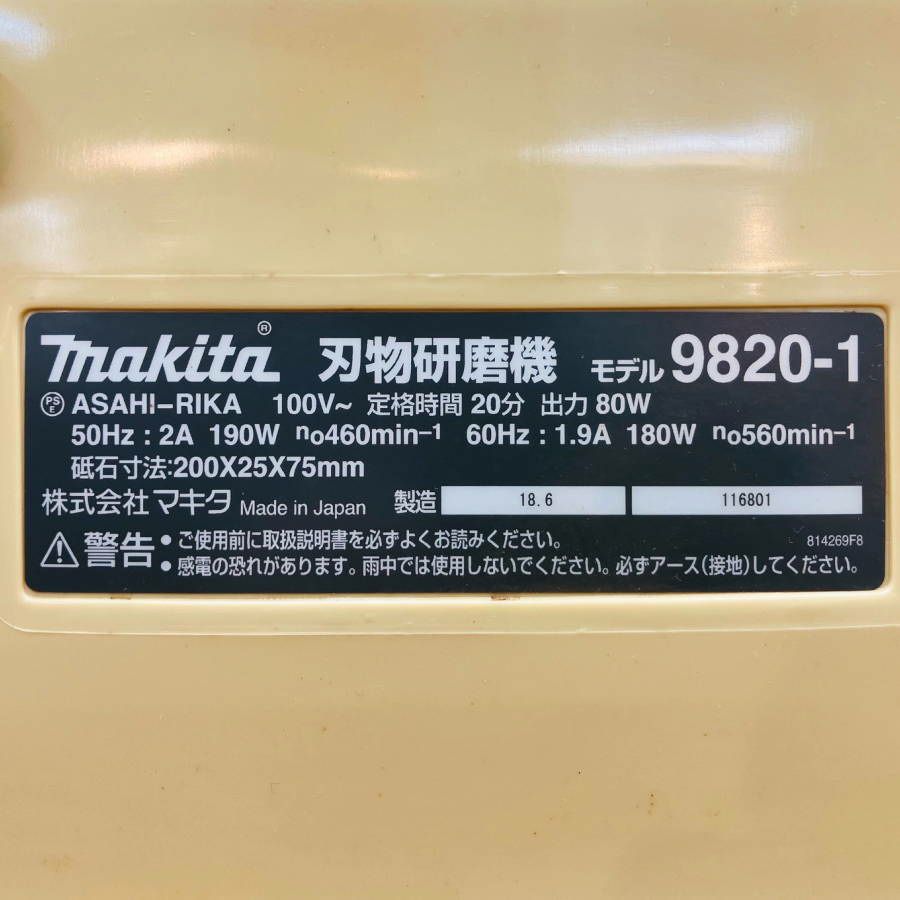 makita® 刃物研磨機 モデル 9820-1
PSE ASAHI-RIKA 100V~ 定格時間 20分 出力 80W
50Hz : 2A 190W no460min-1 60Hz : 1.9A 180W no560min-1
砥石寸法:200X25X75mm
株式会社 マキタ Made in Japan 製造 18.6 116801
警告 • ご使用前に取扱説明書を必ずよくお読みください。
• 感電の恐れがあります。雨中では使用しないでください。必ずアース(接地)してください。
814269F8